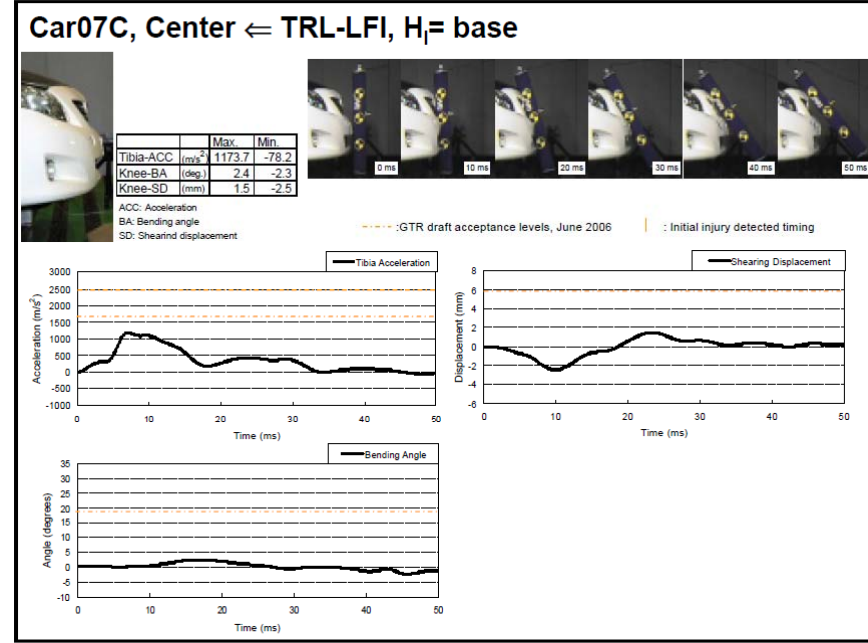 Car07C, Center ⇐ TRL-LFI, Hl= base
Max. Min.
Tibia-ACC (m/s²) 1173.7 -78.2
Knee-BA (deg.) 2.4 -2.3
Knee-SD (mm) 1.5 -2.5
ACC: Acceleration
BA: Bending angle
SD: Shearind displacement
0 ms
10 ms
20 ms
30 ms
40 ms
50 ms
:GTR draft acceptance levels, June 2006
: Initial injury detected timing
Tibia Acceleration
Acceleration (m/s²)
3000
2500
2000
1500
1000
500
0
-500
-1000
0 10 20 30 40 50
Time (ms)
Shearing Displacement
Displacement (mm)
8
6
4
2
0
-2
-4
-6
0 10 20 30 40 50
Time (ms)
Bending Angle
Angle (degrees)
35
30
25
20
15
10
5
0
-5
-10
0 10 20 30 40 50
Time (ms)